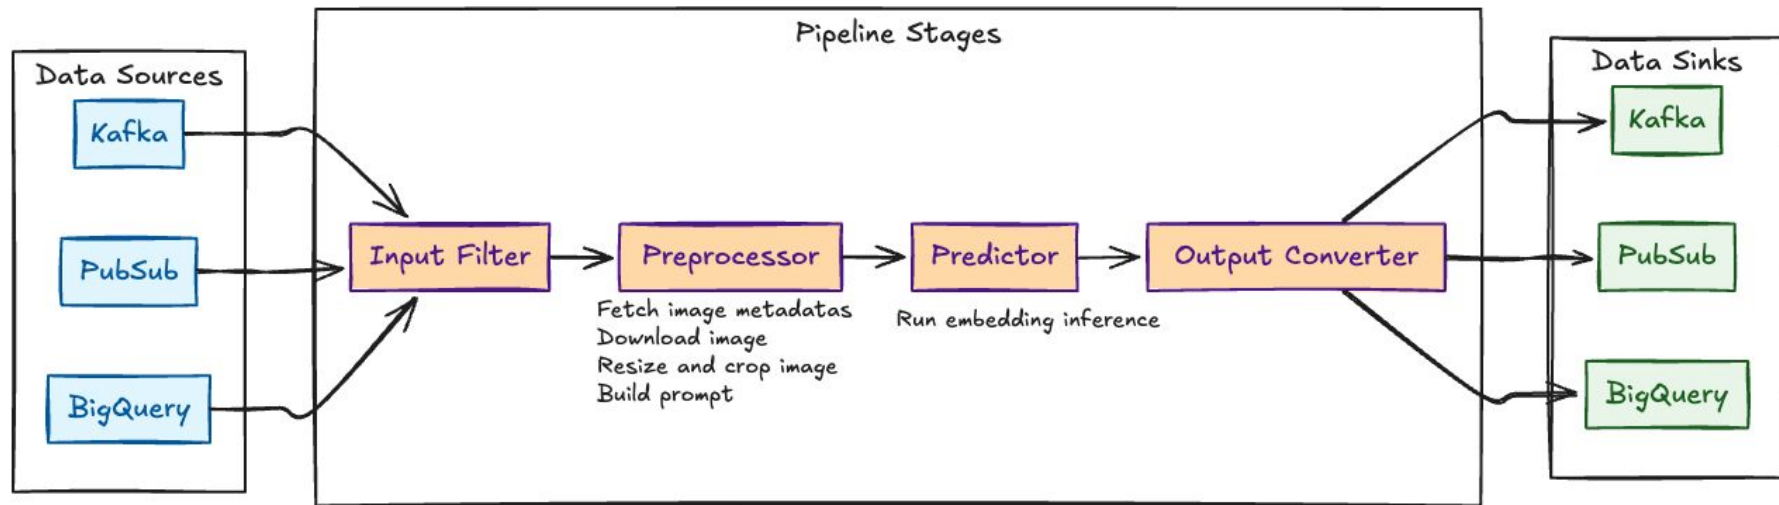 Data Sources
Kafka
PubSub
BigQuery
Pipeline Stages
Input Filter
Preprocessor
Fetch image metadatas
Download image
Resize and crop image
Build prompt
Predictor
Run embedding inference
Output Converter
Data Sinks
Kafka
PubSub
BigQuery